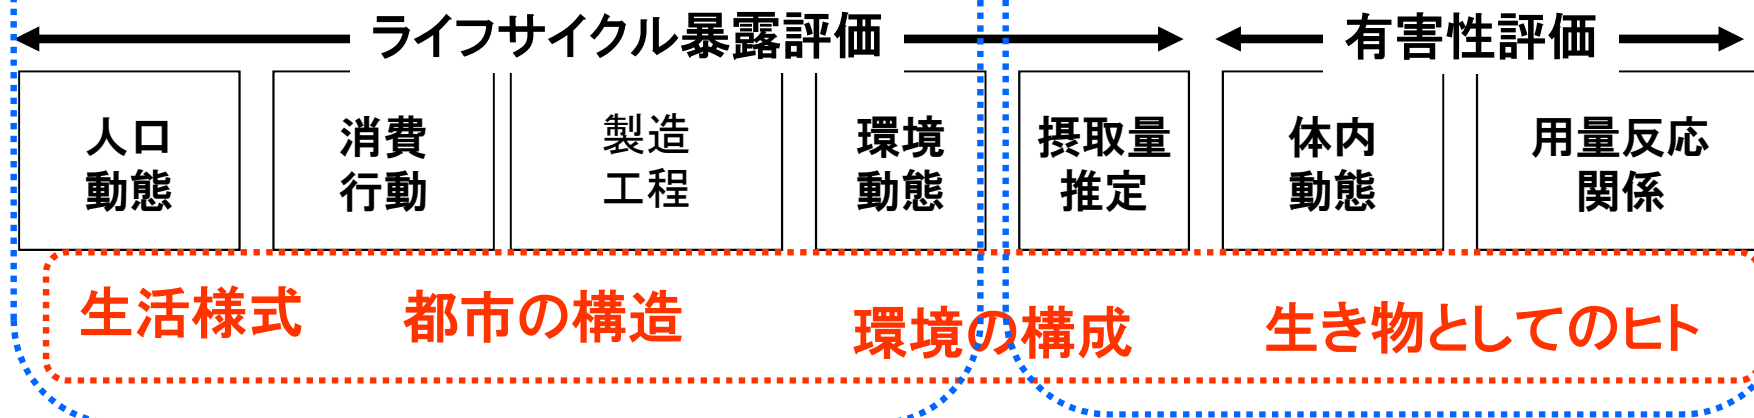 ライフサイクル暴露評価
有害性評価
人口
動態
消費
行動
製造
工程
環境
動態
摂取量
推定
体内
動態
用量反応
関係
生活様式
都市の構造
環境の構成
生き物としてのヒト